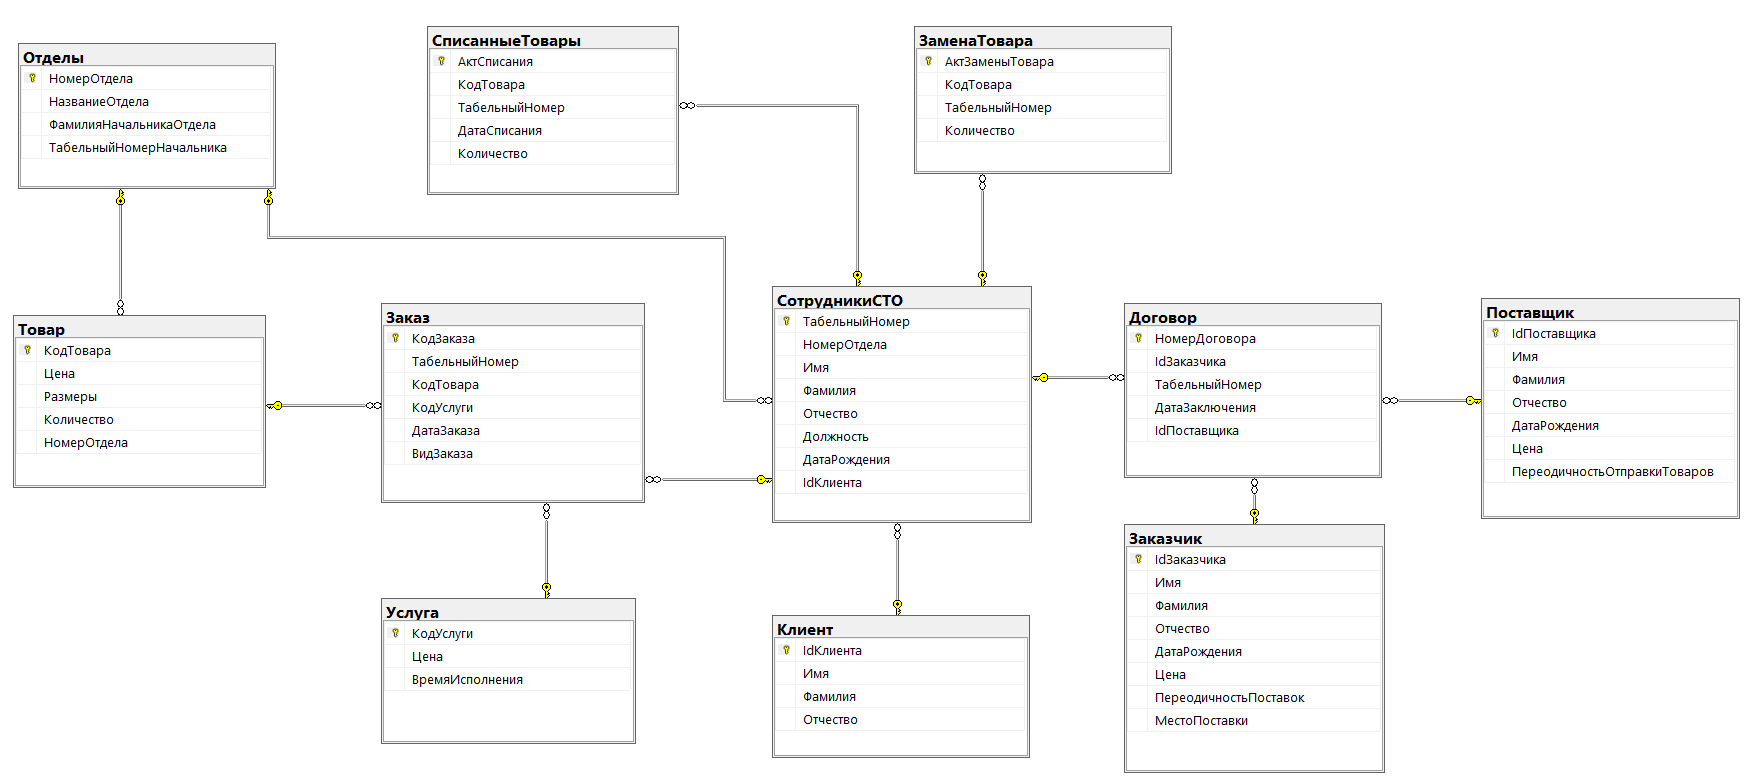 Отделы
НомерОтдела
НазваниеОтдела
ФамилияНачальникаОтдела
ТабельныйНомерНачальника
СписанныеТовары
АктСписания
КодТовара
ТабельныйНомер
ДатаСписания
Количество
ЗаменаТовара
АктЗаменыТовара
КодТовара
ТабельныйНомер
Количество
Товар
КодТовара
Цена
Размеры
Количество
НомерОтдела
Заказ
КодЗаказа
ТабельныйНомер
КодТовара
КодУслуги
ДатаЗаказа
ВидЗаказа
СотрудникиСТО
ТабельныйНомер
НомерОтдела
Имя
Фамилия
Отчество
Должность
ДатаРождения
IdКлиента
Договор
НомерДоговора
IdЗаказчика
ТабельныйНомер
ДатаЗаключения
IdПоставщика
Поставщик
IdПоставщика
Имя
Фамилия
Отчество
ДатаРождения
Цена
ПереодичностьОтправкиТоваров
Услуга
КодУслуги
Цена
ВремяИсполнения
Клиент
IdКлиента
Имя
Фамилия
Отчество
Заказчик
IdЗаказчика
Имя
Фамилия
Отчество
ДатаРождения
Цена
ПереодичностьПоставок
МестоПоставки